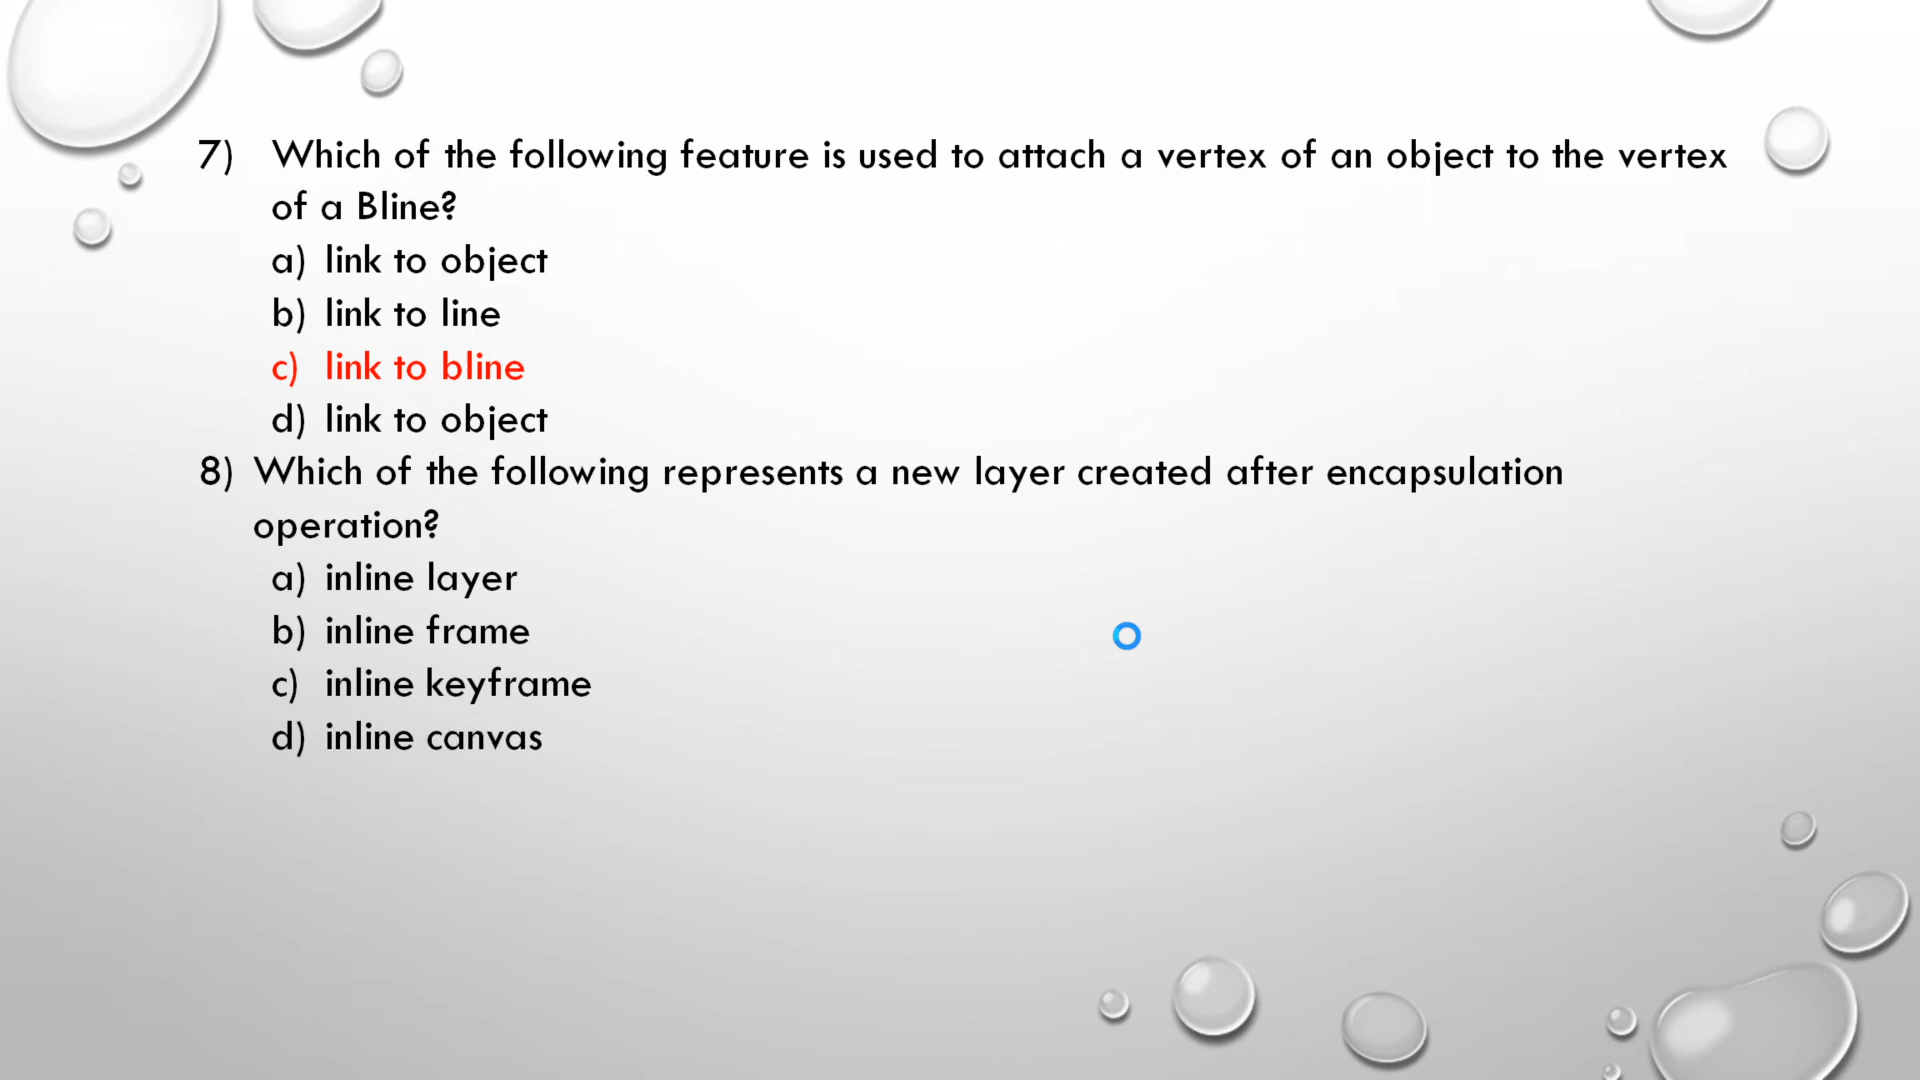 7) Which of the following feature is used to attach a vertex of an object to the vertex
of a Bline?
a) link to object
b) link to line
c) link to bline
d) link to object
8) Which of the following represents a new layer created after encapsulation
operation?
a) inline layer
b) inline frame
c) inline keyframe
d) inline canvas